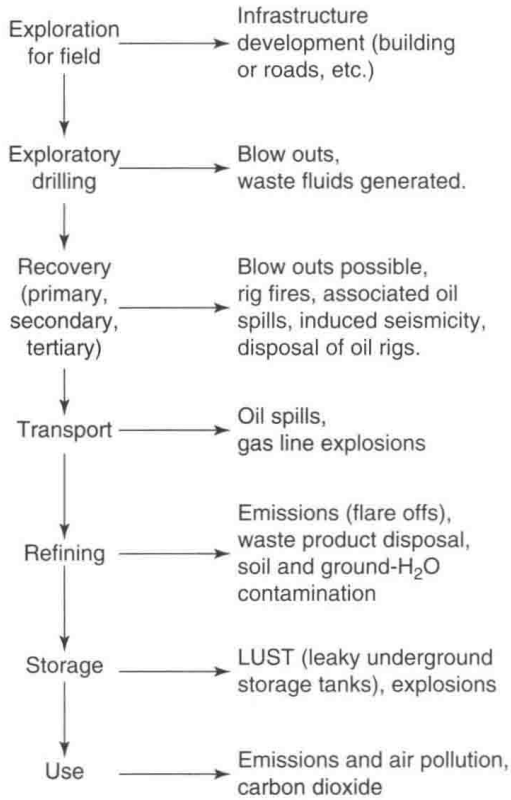 Exploration
for field
Infrastructure
development (building
or roads, etc.)
Exploratory
drilling
Blow outs,
waste fluids generated.
Recovery
(primary,
secondary,
tertiary)
Blow outs possible,
rig fires, associated oil
spills, induced seismicity,
disposal of oil rigs.
Transport
Oil spills,
gas line explosions
Refining
Emissions (flare offs),
waste product disposal,
soil and ground-H₂O
contamination
Storage
LUST (leaky underground
storage tanks), explosions
Use
Emissions and air pollution,
carbon dioxide